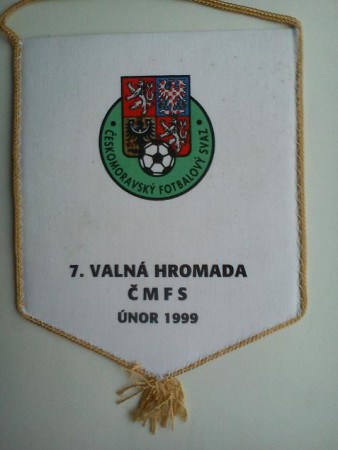 • ČESKOMORAVSKÝ FOTBALOVÝ SVAZ •
7. VALNÁ HROMADA
ČMFS
ÚNOR 1999